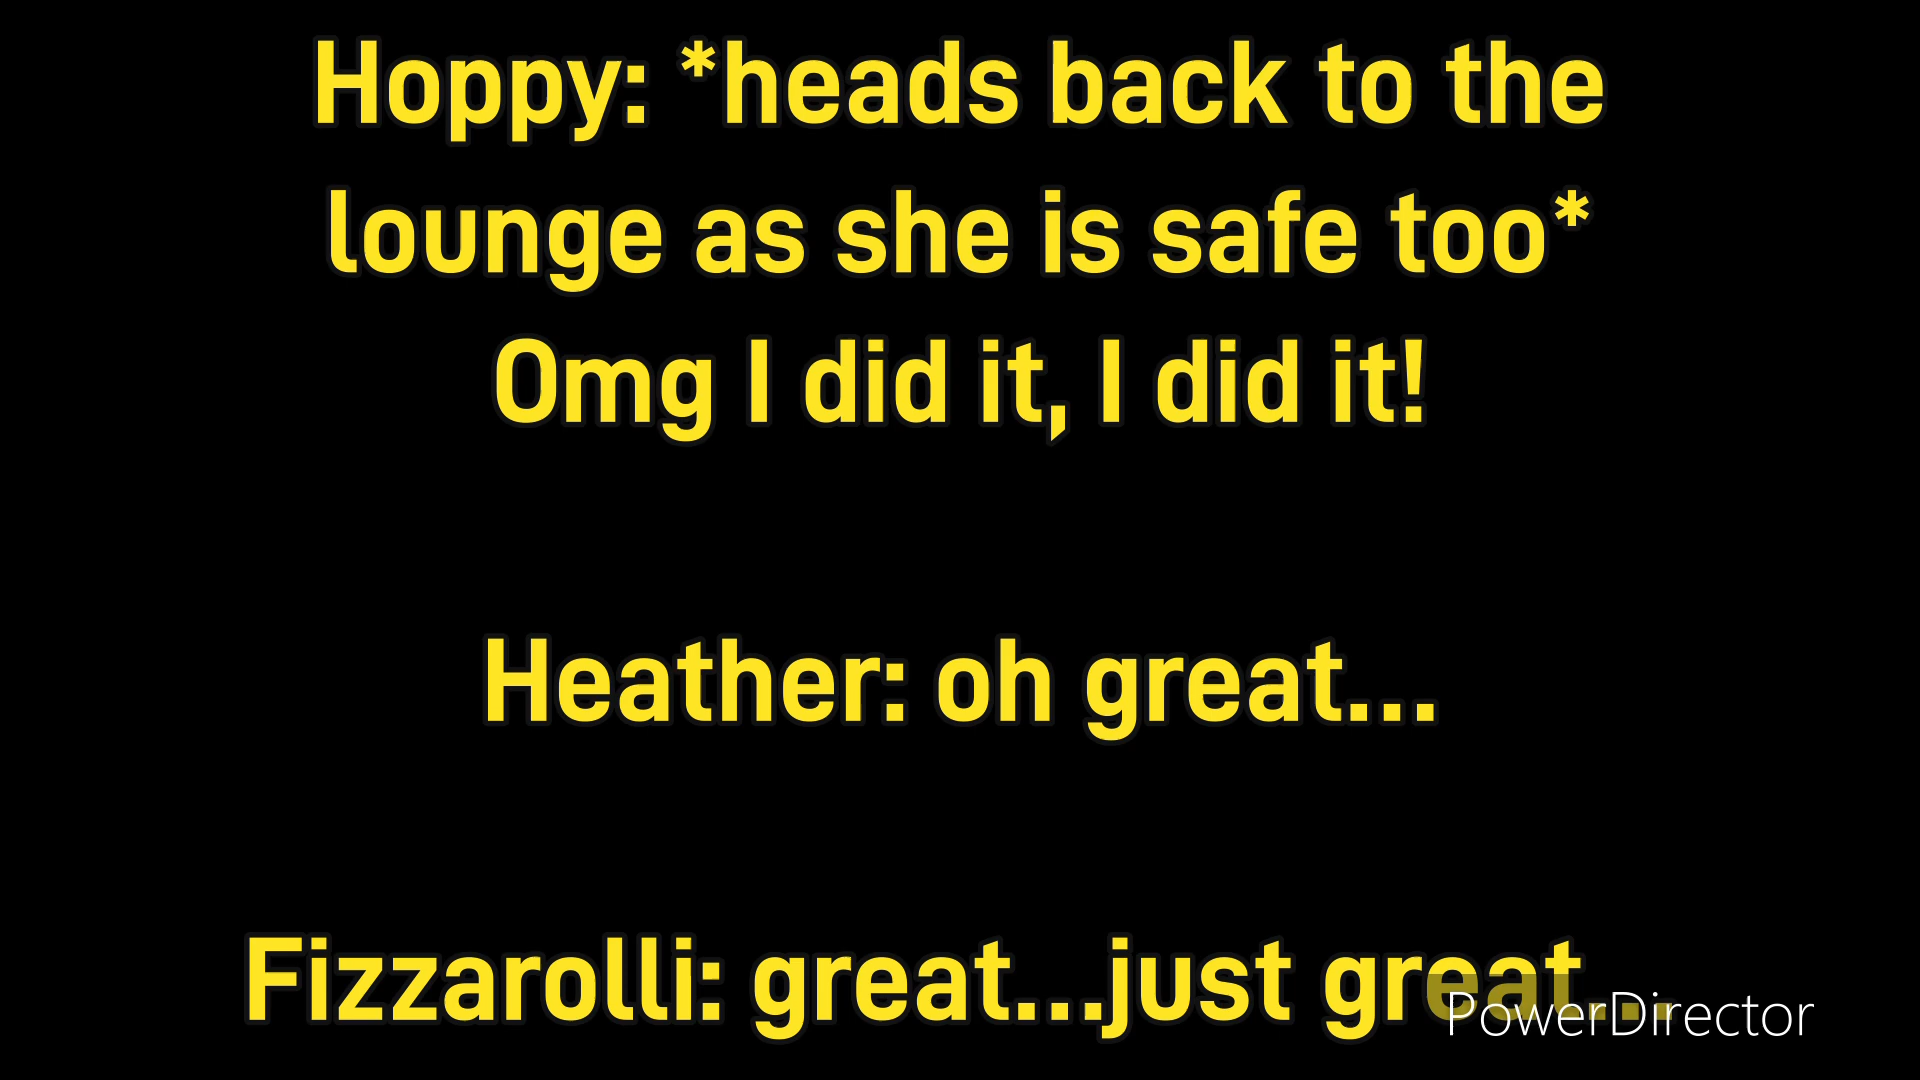 Hoppy: *heads back to the
lounge as she is safe too*
Omg I did it, I did it!
Heather: oh great...
Fizzarolli: great...just great...
PowerDirector